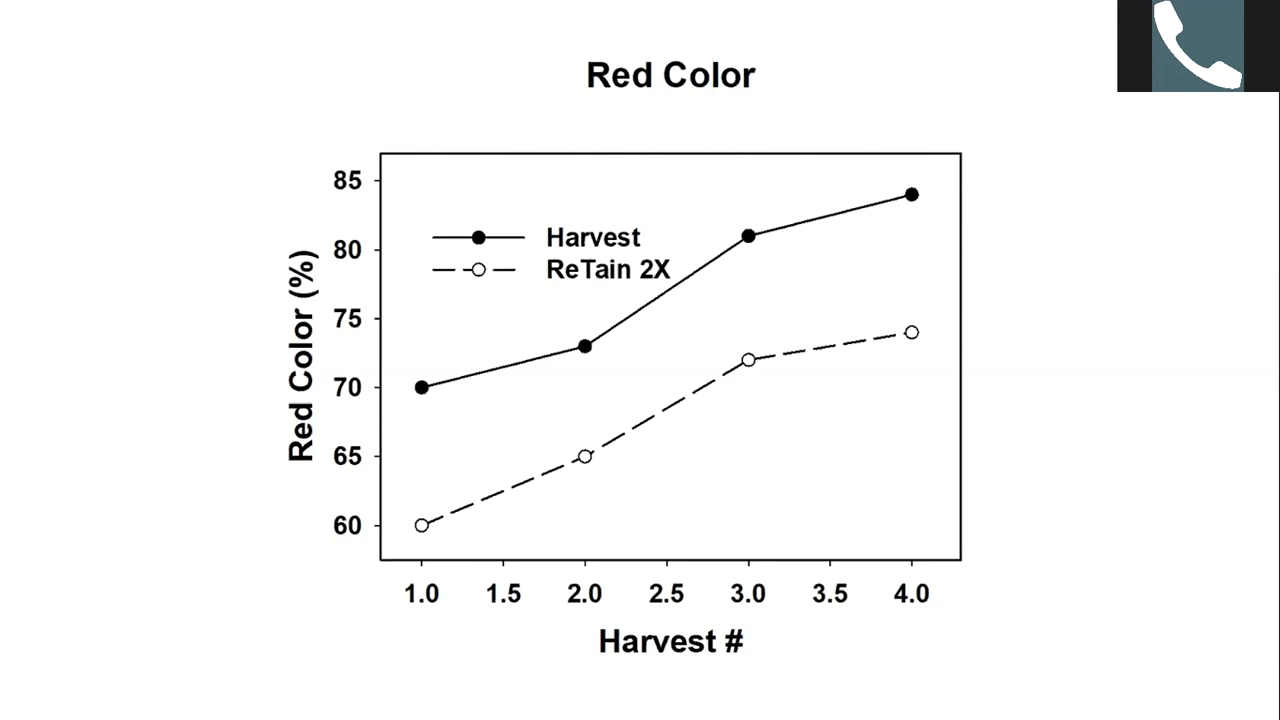 Red Color
85
80
75
70
65
60
Red Color (%)
Harvest
ReTain 2X
1.0 1.5 2.0 2.5 3.0 3.5 4.0
Harvest #